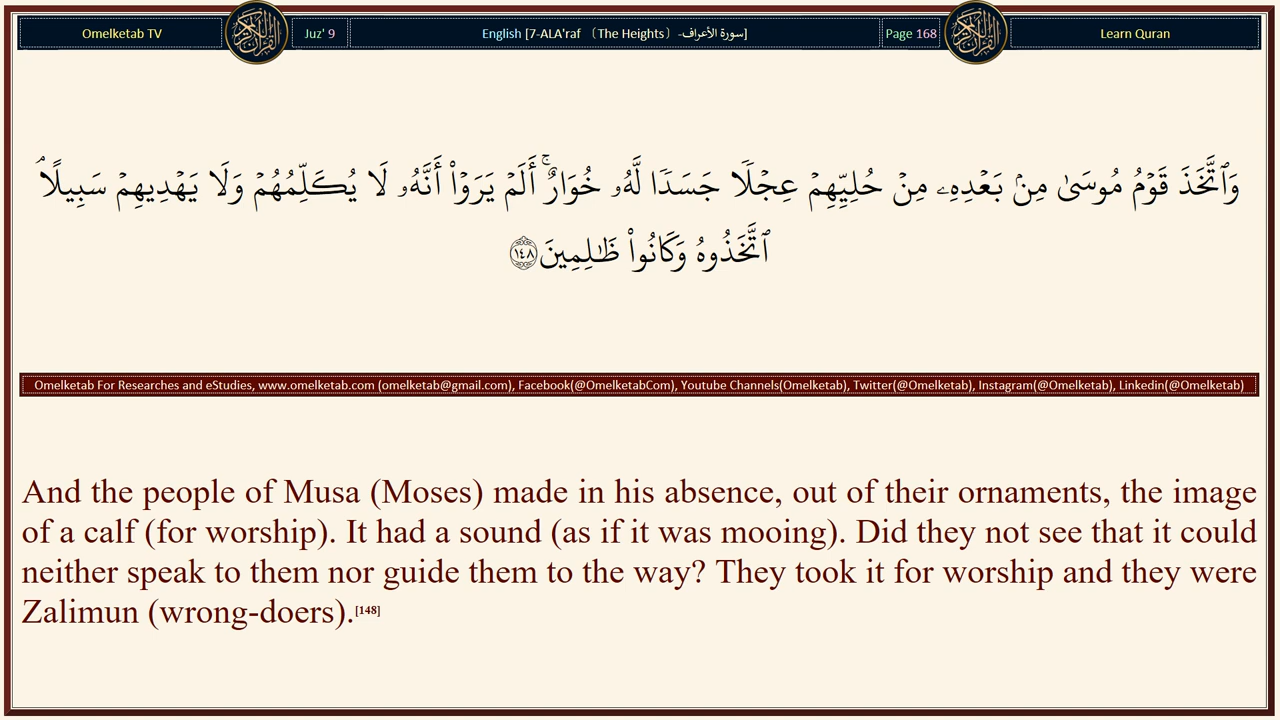 Omelketab TV
Juz' 9
English [7-ALA'raf （The Heights）-سورة الأعراف]
Page 168
Learn Quran
وَٱتَّخَذَ قَوْمُ مُوسَىٰ مِنۢ بَعْدِهِۦ مِنْ حُلِيِّهِمْ عِجْلًا جَسَدًا لَّهُۥ خُوَارٌ ۚ أَلَمْ يَرَوْا۟ أَنَّهُۥ لَا يُكَلِّمُهُمْ وَلَا يَهْدِيهِمْ سَبِيلًا ۘ
ٱتَّخَذُوهُ وَكَانُوا۟ ظَـٰلِمِينَ ١٤٨
Omelketab For Researches and eStudies, www.omelketab.com (omelketab@gmail.com), Facebook(@OmelketabCom), Youtube Channels(Omelketab), Twitter(@Omelketab), Instagram(@Omelketab), Linkedin(@Omelketab)
And the people of Musa (Moses) made in his absence, out of their ornaments, the image
of a calf (for worship). It had a sound (as if it was mooing). Did they not see that it could
neither speak to them nor guide them to the way? They took it for worship and they were
Zalimun (wrong-doers).[148]